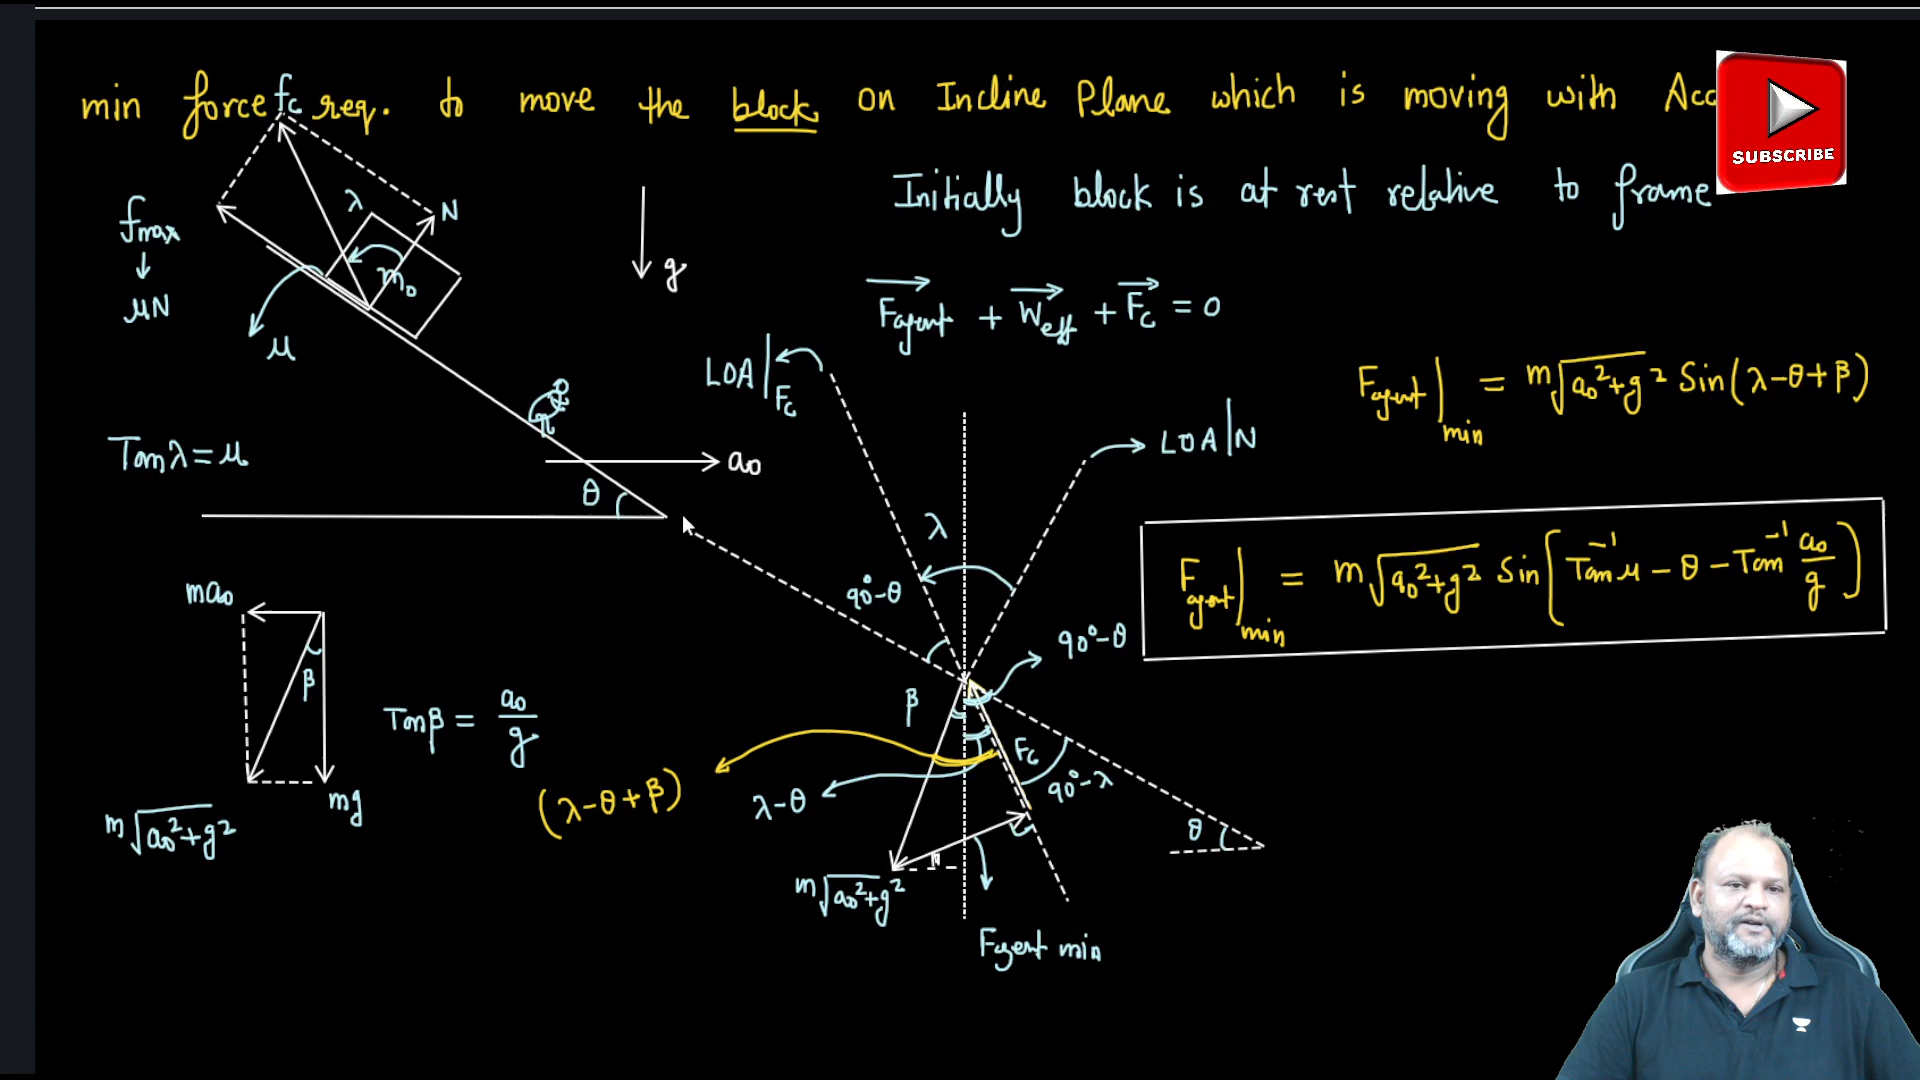 min force fc req. to move the block on Incline Plane which is moving with Acc
SUBSCRIBE
Initially block is at rest relative to frame
fmax
↓
μN
λ
N
m₀
μ
g
Fagent + Weff + Fc = 0
LOA|Fc
LOA|N
Fagent|min = m√(a₀²+g²) Sin(λ-θ+β)
Tanλ = μ
a₀
θ
λ
90°-θ
Fagent|min = m√(a₀²+g²) Sin[Tan⁻¹μ - θ - Tan⁻¹ a₀/g]
90°-θ
ma₀
β
Tanβ = a₀/g
mg
m√(a₀²+g²)
β
Fc
90°-λ
(λ-θ+β)
λ-θ
θ
m√(a₀²+g²)
Fagent min